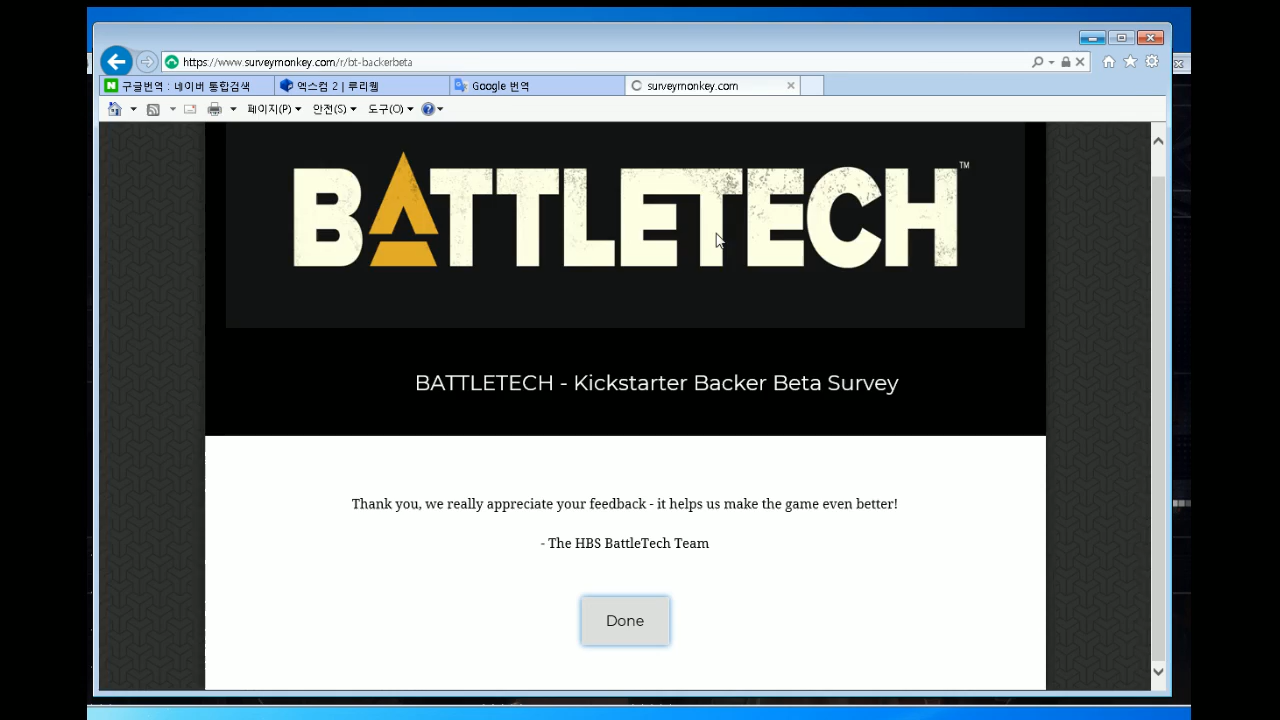 https://www.surveymonkey.com/r/bt-backerbeta
구글번역 : 네이버 통합검색
엑스컴 2 | 루리웹
Google 번역
surveymonkey.com
페이지(P)
안전(S)
도구(O)
BATTLETECH™
BATTLETECH - Kickstarter Backer Beta Survey
Thank you, we really appreciate your feedback - it helps us make the game even better!
- The HBS BattleTech Team
Done